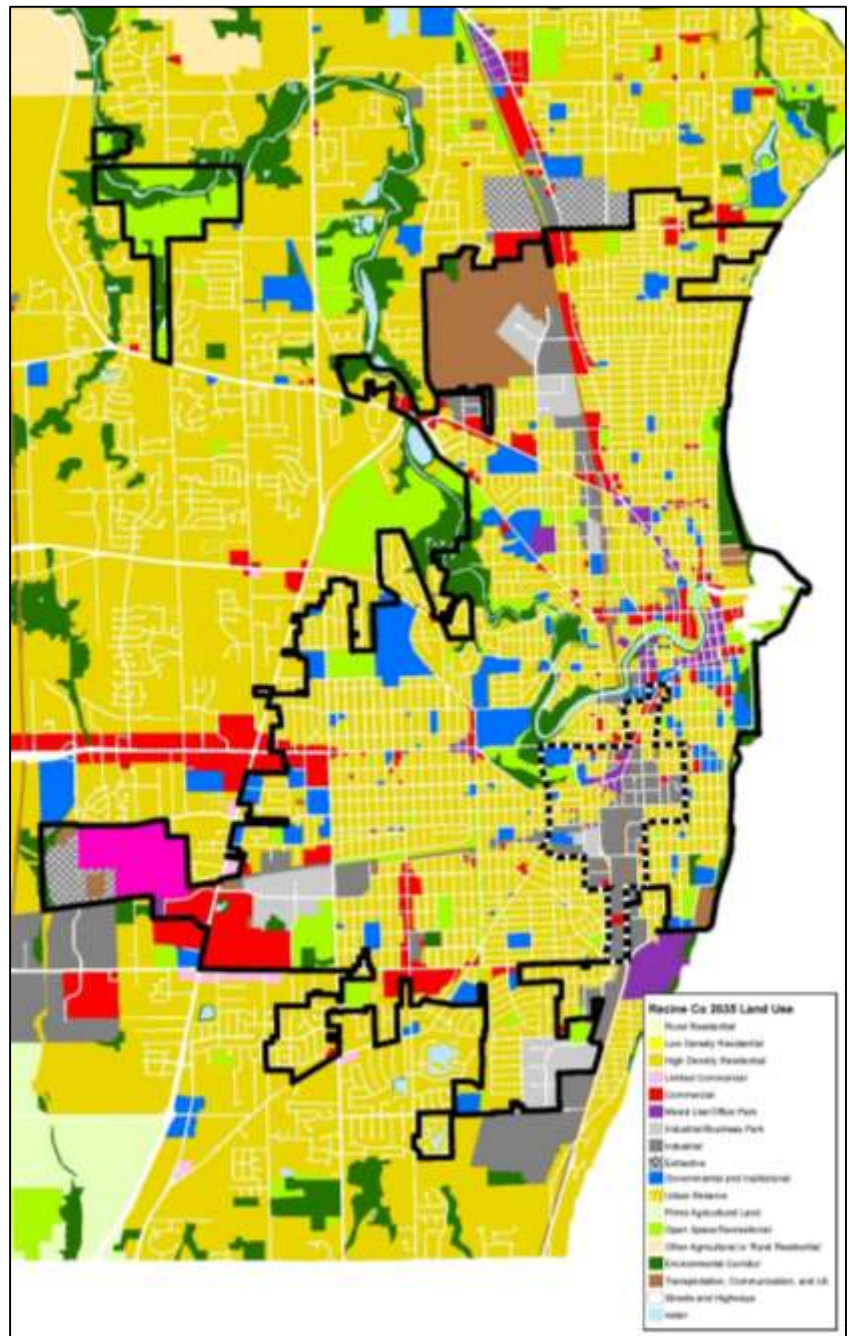 Racine Co 2035 Land Use
Rural Residential
Low Density Residential
High Density Residential
Limited Commercial
Commercial
Mixed Use/Office Park
Industrial/Business Park
Industrial
Extractive
Governmental and Institutional
Urban Reserve
Prime Agricultural Land
Open Space/Recreational
Other Agricultural or Rural Residential
Environmental Corridor
Transportation, Communication, and Uti
Streets and Highways
Water